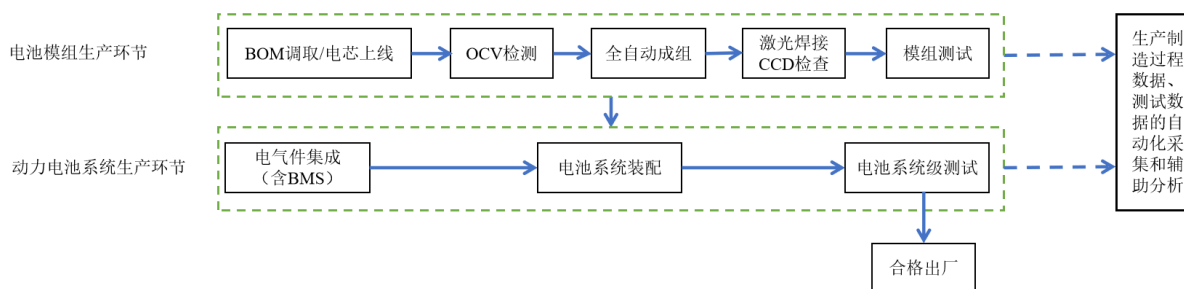 电池模组生产环节
BOM调取/电芯上线
OCV检测
全自动成组
激光焊接
CCD检查
模组测试
动力电池系统生产环节
电气件集成
（含BMS）
电池系统装配
电池系统级测试
合格出厂
生产制
造过程
数据、
测试数
据的自
动化采
集和辅
助分析